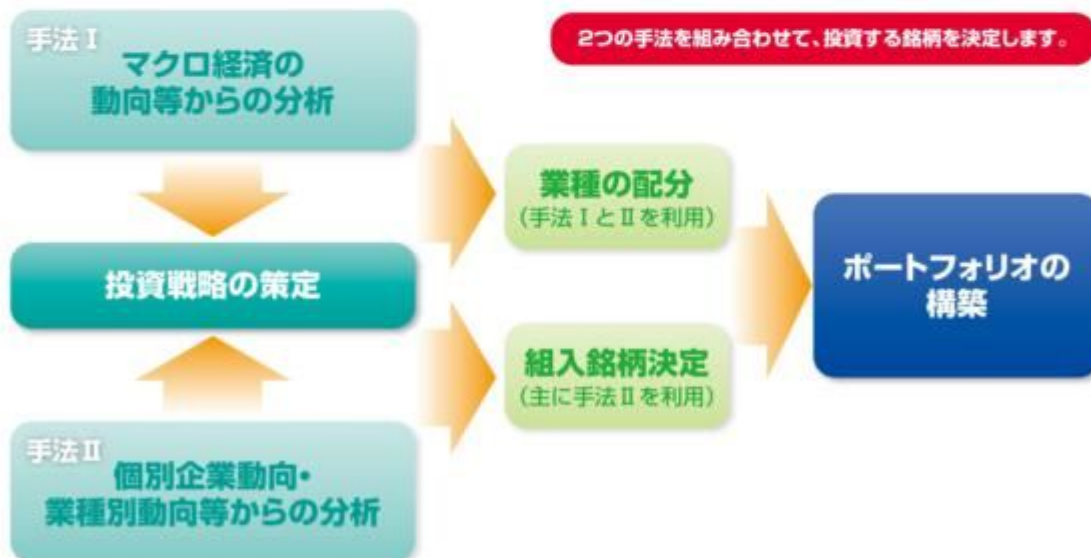 手法Ⅰ
マクロ経済の
動向等からの分析
2つの手法を組み合わせて、投資する銘柄を決定します。
業種の配分
(手法ⅠとⅡを利用)
投資戦略の策定
ポートフォリオの
構築
組入銘柄決定
(主に手法Ⅱを利用)
手法Ⅱ
個別企業動向・
業種別動向等からの分析